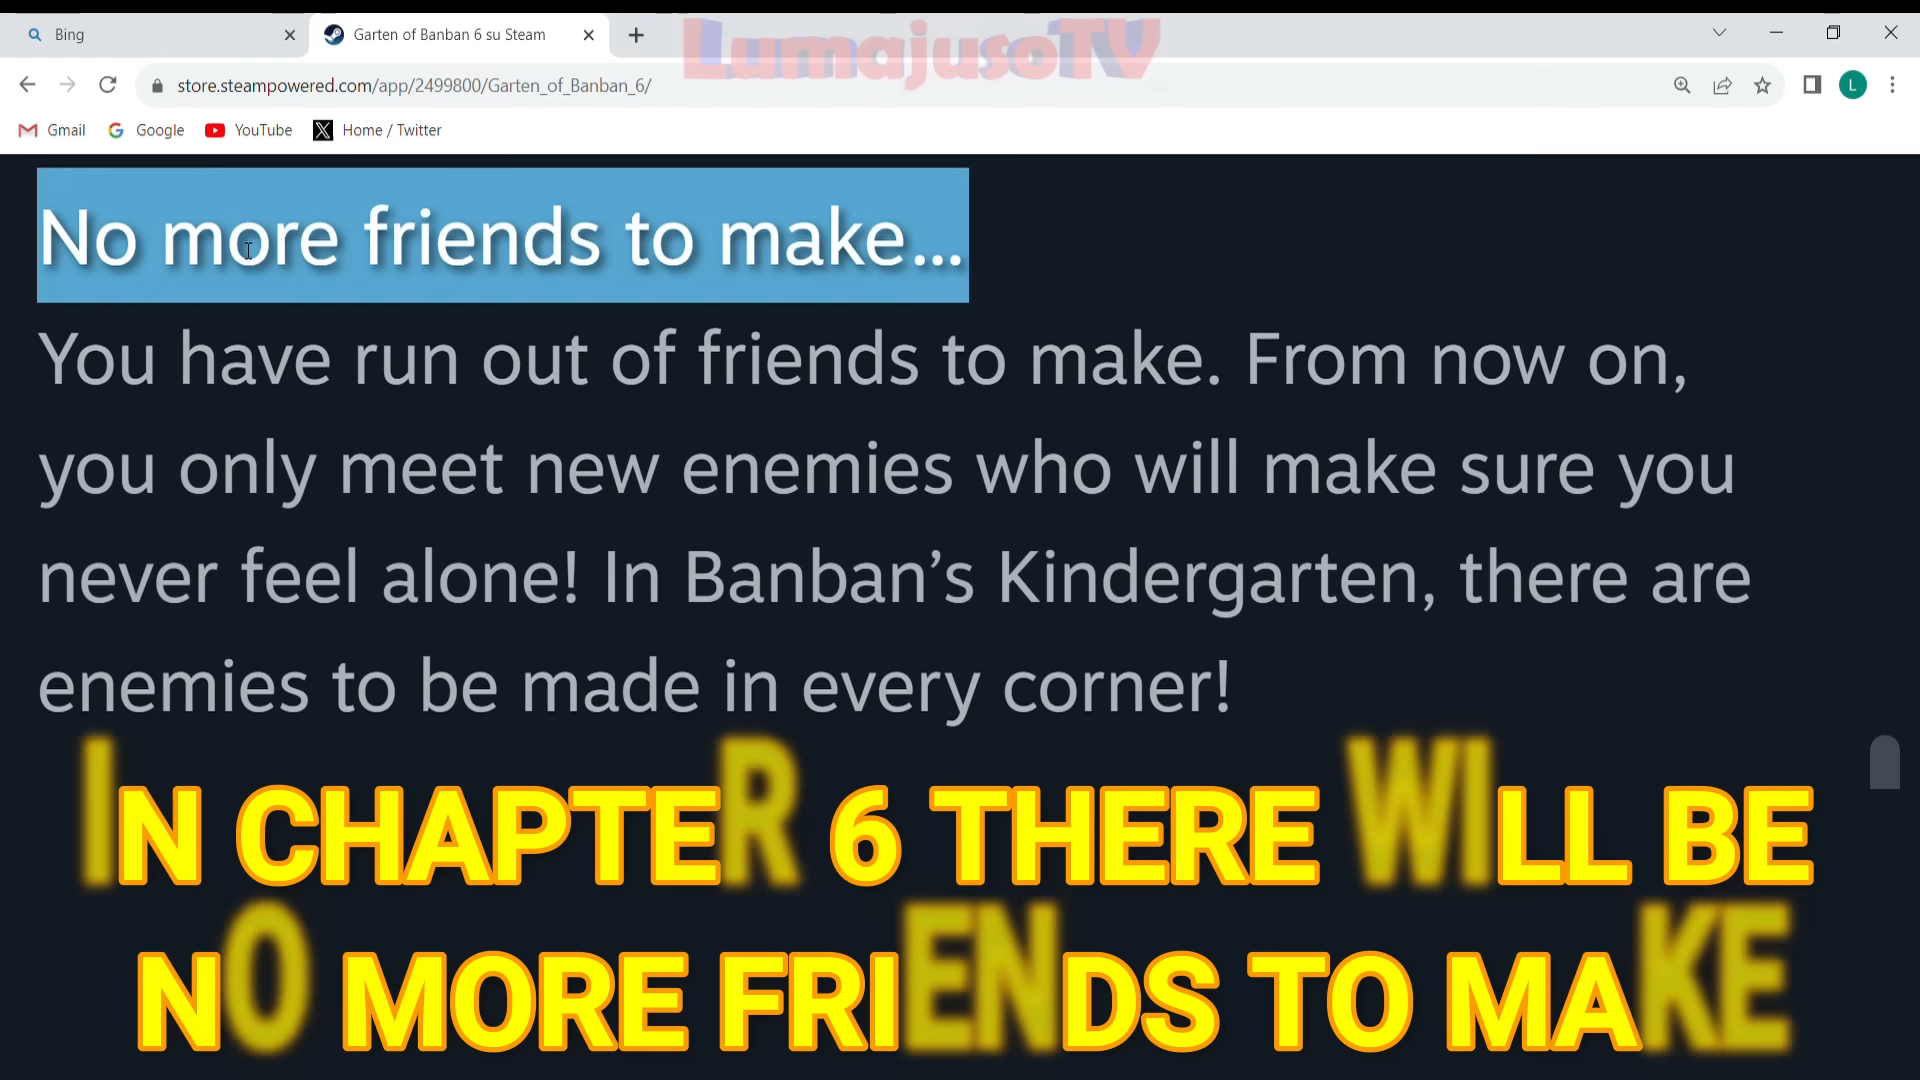 Bing
Garten of Banban 6 su Steam
LumajusoTV
store.steampowered.com/app/2499800/Garten_of_Banban_6/
L
Gmail
Google
YouTube
Home / Twitter
No more friends to make...
You have run out of friends to make. From now on,
you only meet new enemies who will make sure you
never feel alone! In Banban’s Kindergarten, there are
enemies to be made in every corner!
IN CHAPTER 6 THERE WILL BE
NO MORE FRIENDS TO MAKE